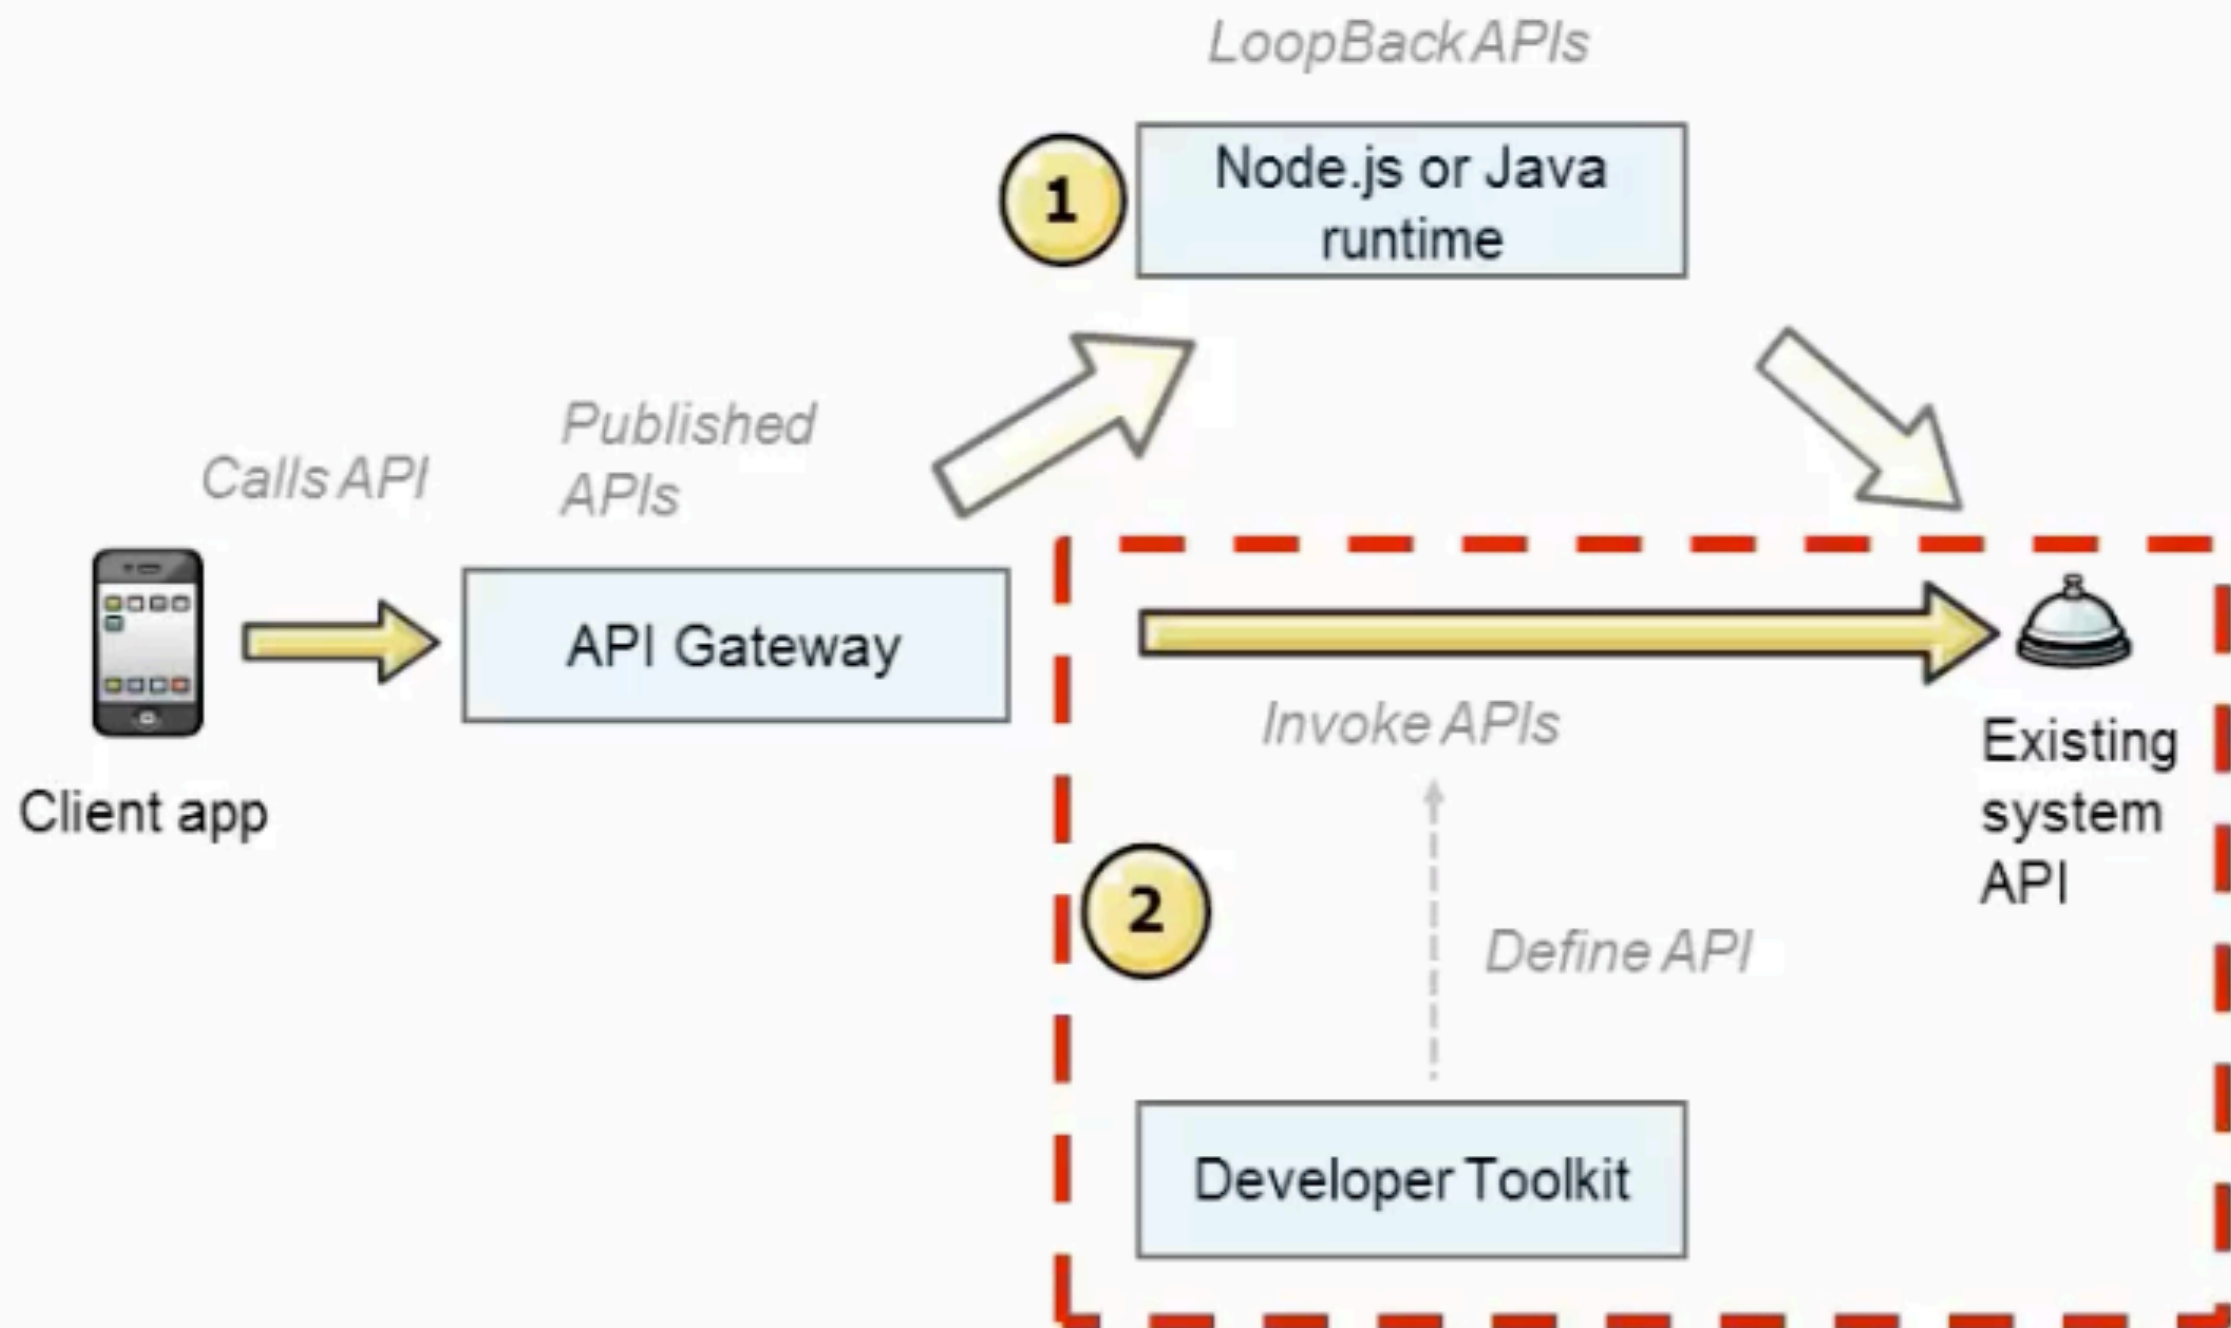 LoopBack APIs
1
Node.js or Java
runtime
Published
APIs
Calls API
API Gateway
Client app
Invoke APIs
Existing
system
API
2
Define API
Developer Toolkit